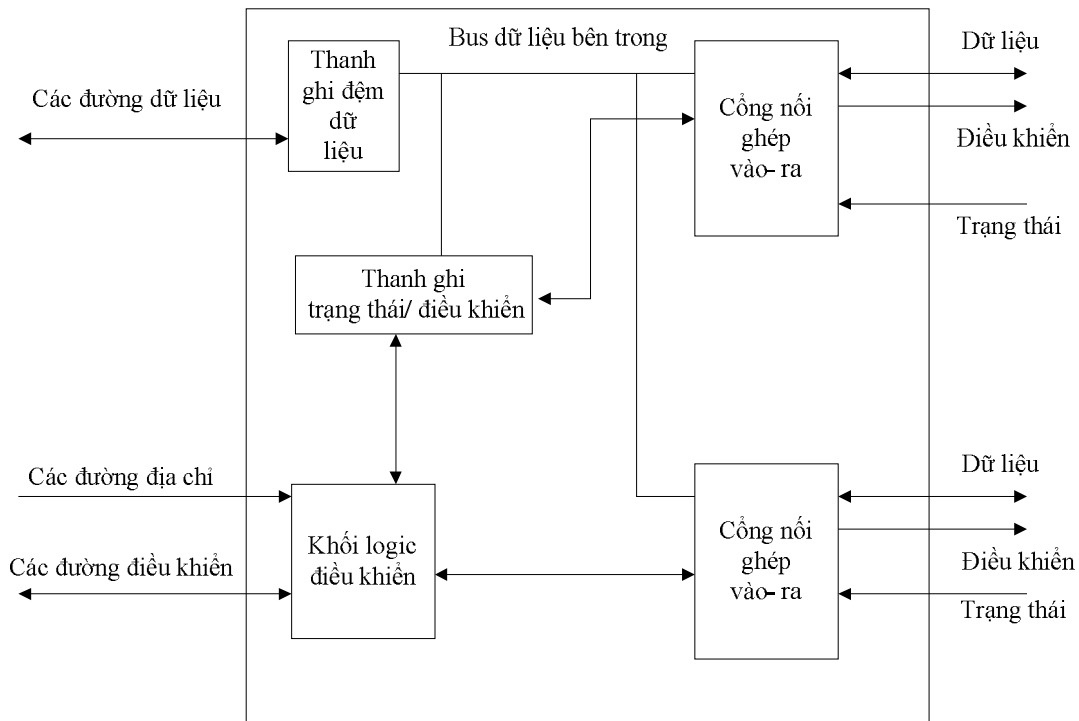 Bus dữ liệu bên trong
Thanh
ghi đệm
dữ
liệu
Các đường dữ liệu
Cổng nối
ghép
vào- ra
Dữ liệu
Điều khiển
Trạng thái
Thanh ghi
trạng thái/ điều khiển
Các đường địa chỉ
Các đường điều khiển
Khối logic
điều khiển
Cổng nối
ghép
vào- ra
Dữ liệu
Điều khiển
Trạng thái